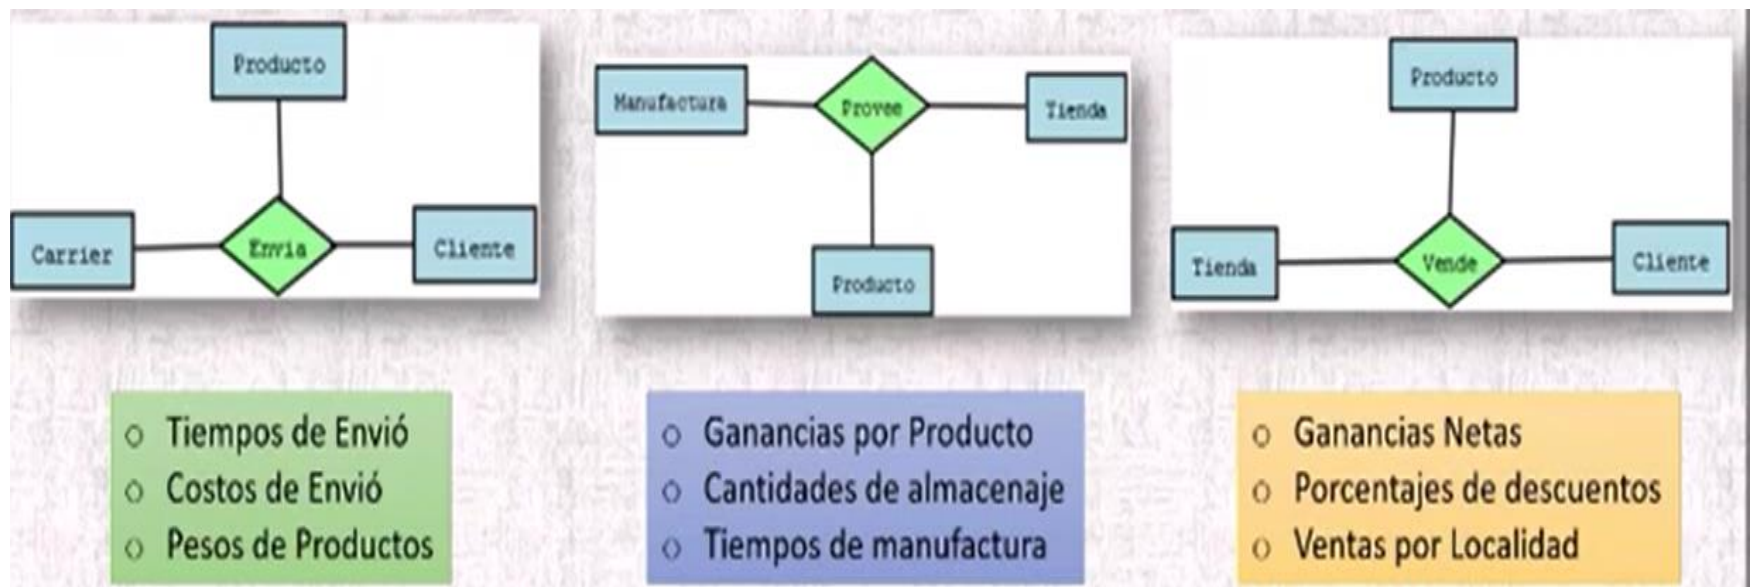 Producto
Carrier
Envia
Cliente
Manufactura
Provee
Tienda
Producto
Producto
Tienda
Vende
Cliente
Tiempos de Envió
Costos de Envió
Pesos de Productos
Ganancias por Producto
Cantidades de almacenaje
Tiempos de manufactura
Ganancias Netas
Porcentajes de descuentos
Ventas por Localidad